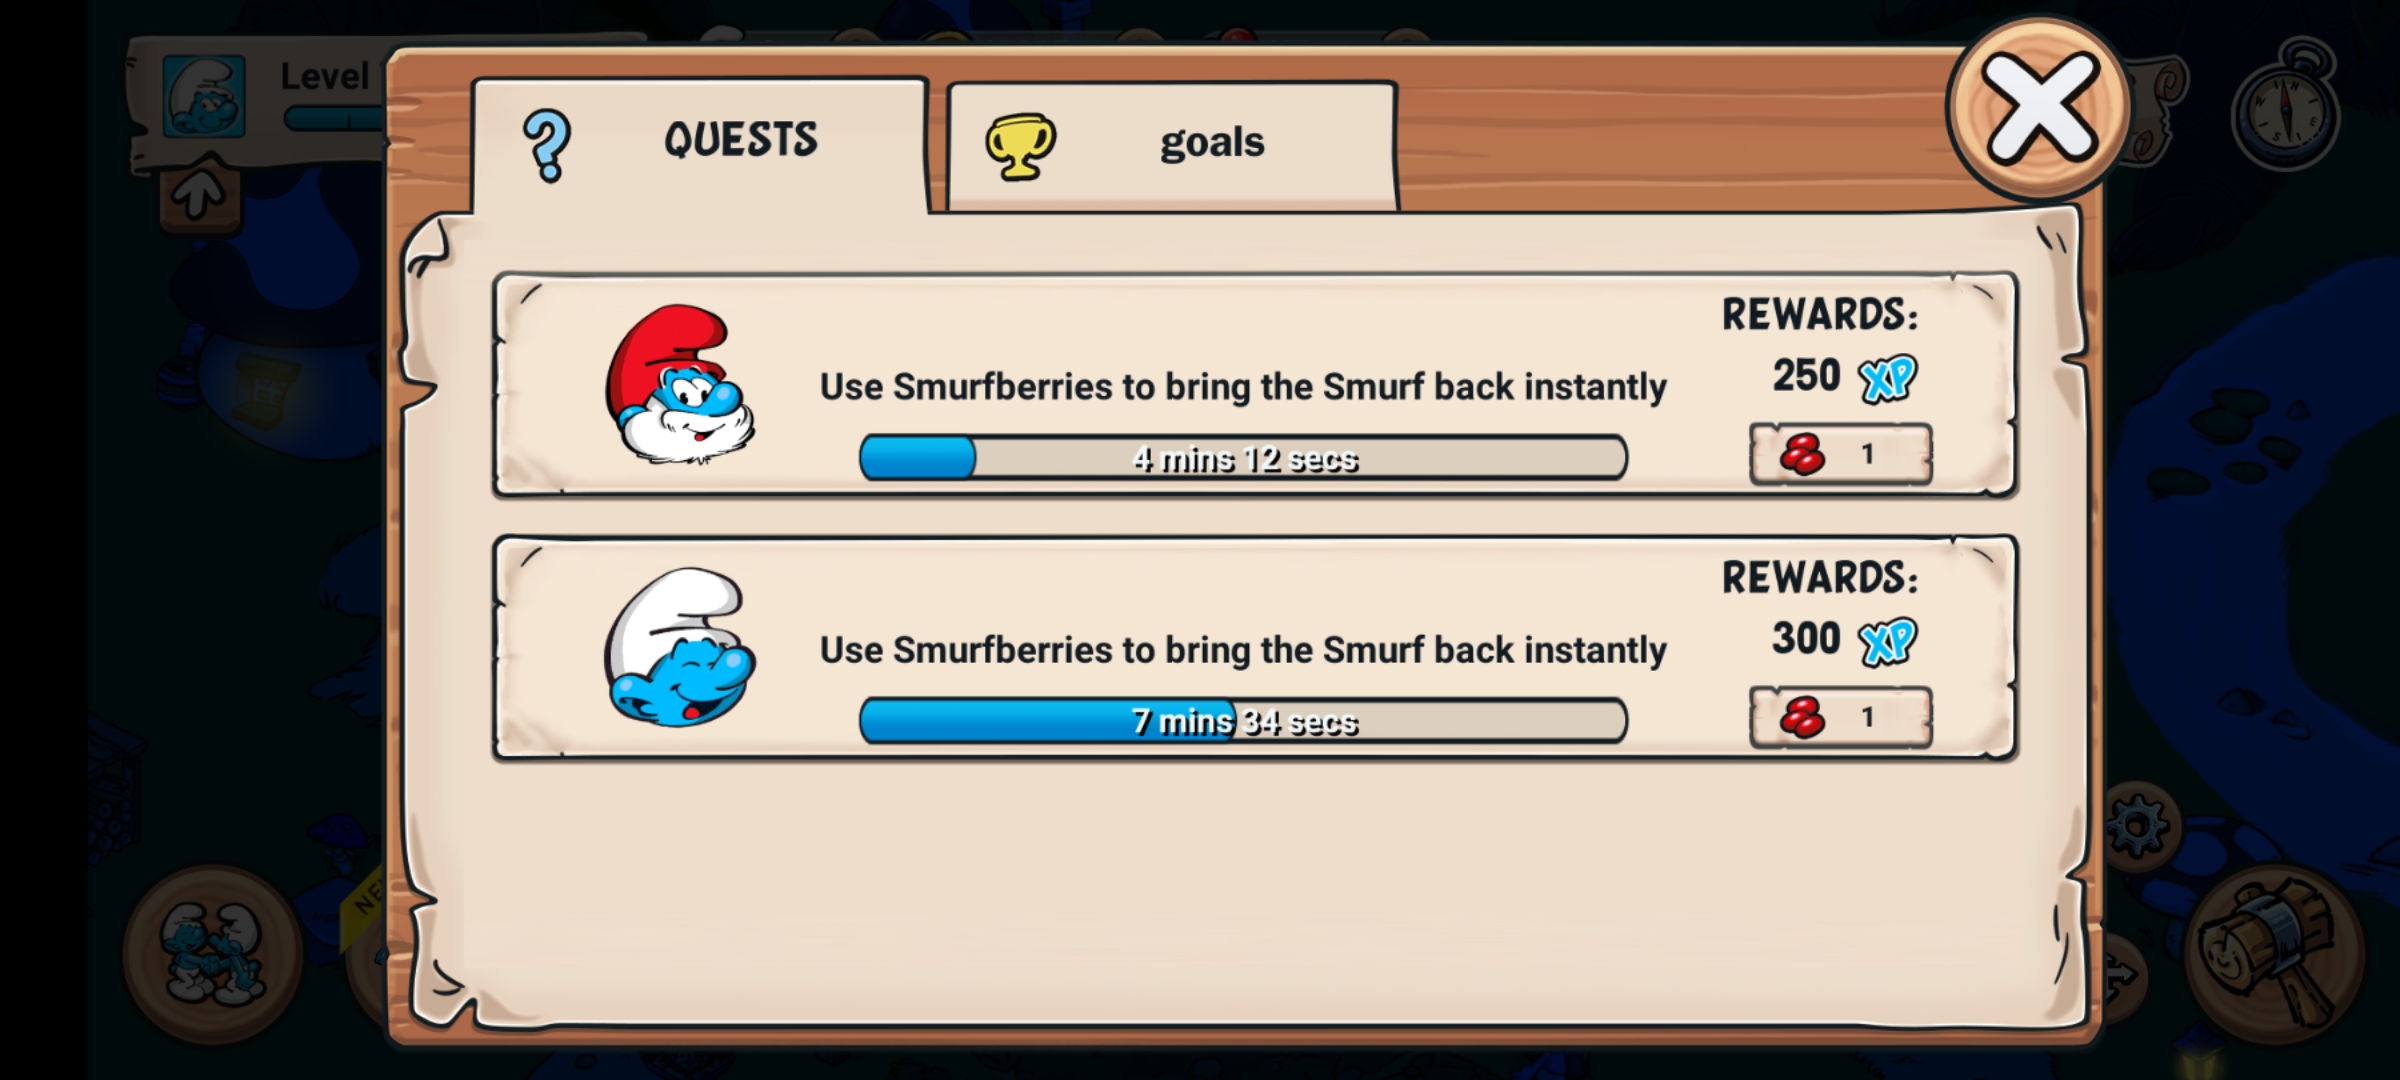 Level
QUESTS
goals
REWARDS:
250 XP
Use Smurfberries to bring the Smurf back instantly
4 mins 12 secs
1
REWARDS:
300 XP
Use Smurfberries to bring the Smurf back instantly
7 mins 34 secs
1